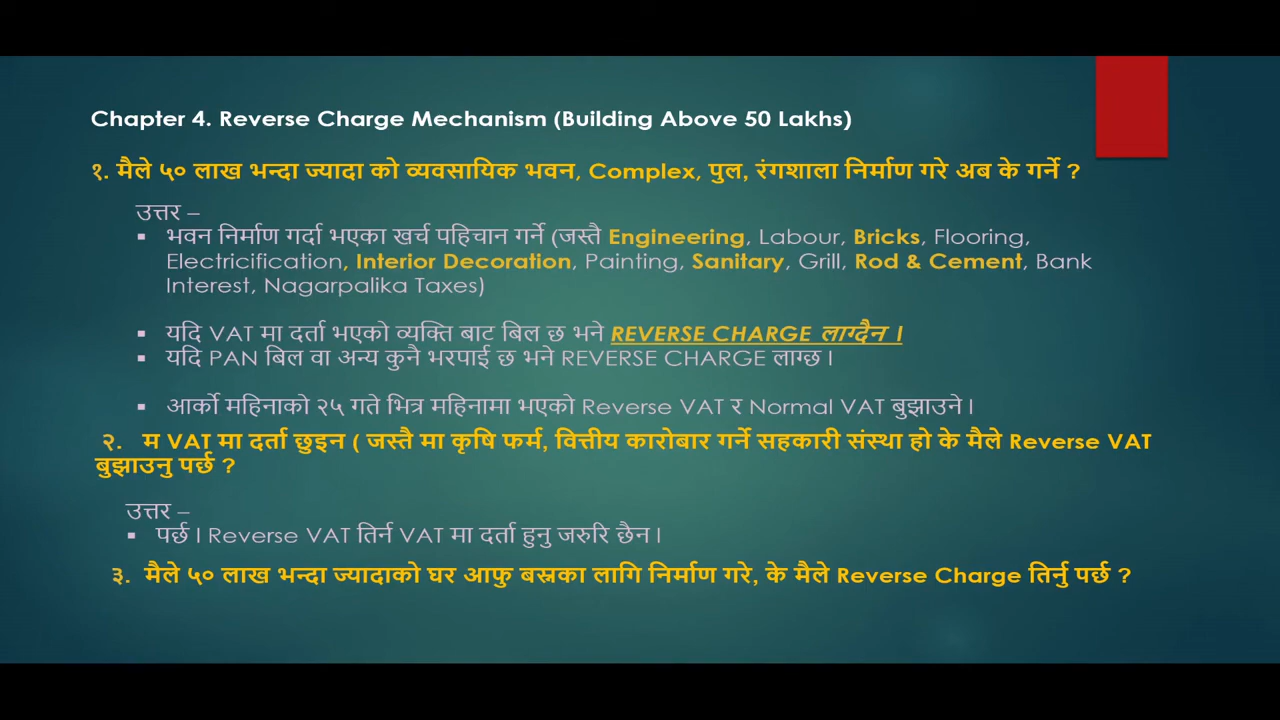 Chapter 4. Reverse Charge Mechanism (Building Above 50 Lakhs)
१. मैले ५० लाख भन्दा ज्यादा को व्यवसायिक भवन, Complex, पुल, रंगशाला निर्माण गरे अब के गर्ने ?
उत्तर –
▪ भवन निर्माण गर्दा भएका खर्च पहिचान गर्ने (जस्तै Engineering, Labour, Bricks, Flooring,
Electricification, Interior Decoration, Painting, Sanitary, Grill, Rod & Cement, Bank
Interest, Nagarpalika Taxes)
▪ यदि VAT मा दर्ता भएको व्यक्ति बाट बिल छ भने REVERSE CHARGE लाग्दैन ।
▪ यदि PAN बिल वा अन्य कुनै भरपाई छ भने REVERSE CHARGE लाग्छ ।
▪ आर्को महिनाको २५ गते भित्र महिनामा भएको Reverse VAT र Normal VAT बुझाउने ।
२. म VAT मा दर्ता छुइन ( जस्तै मा कृषि फर्म, वित्तीय कारोबार गर्ने सहकारी संस्था हो के मैले Reverse VAT
बुझाउनु पर्छ ?
उत्तर –
▪ पर्छ । Reverse VAT तिर्न VAT मा दर्ता हुनु जरुरि छैन ।
३. मैले ५० लाख भन्दा ज्यादाको घर आफु बस्नका लागि निर्माण गरे, के मैले Reverse Charge तिर्नु पर्छ ?